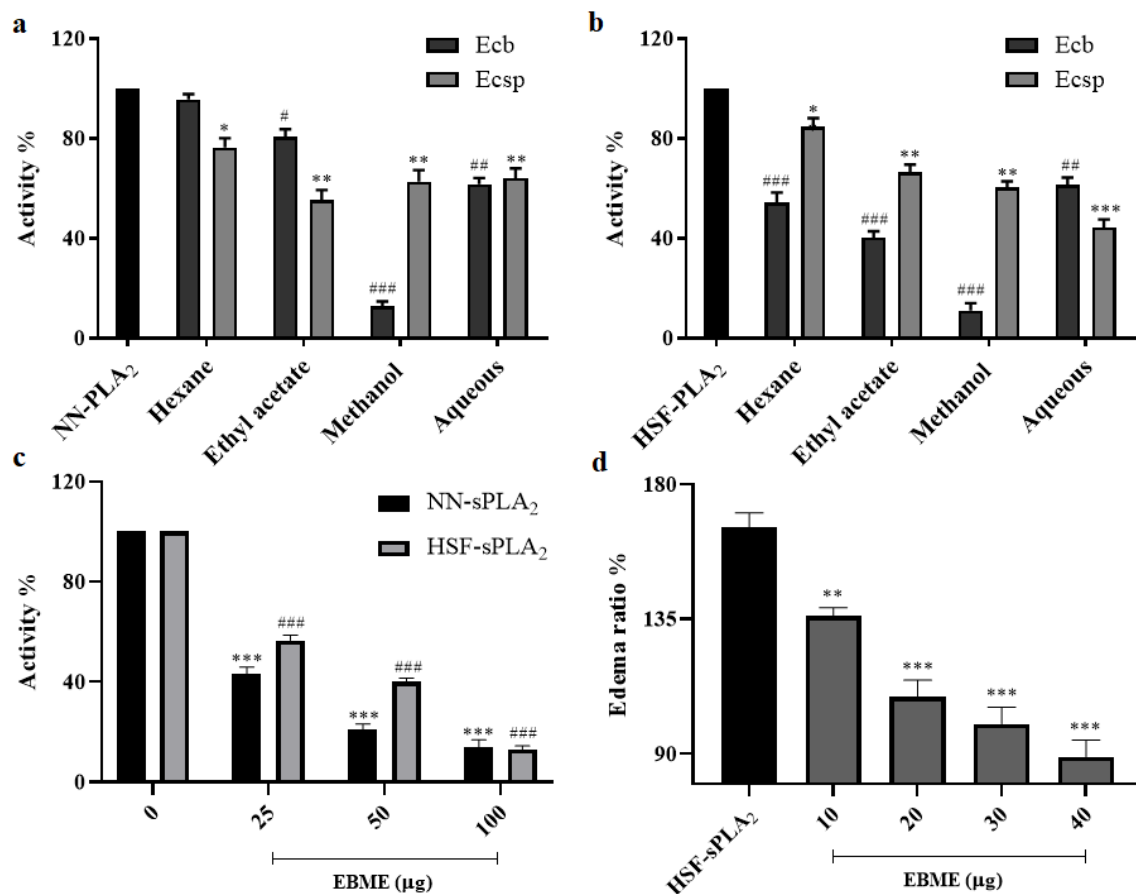 a
120
80
40
0
Activity %
Ecb
Ecsp
*
#
**
###
**
##
**
NN-PLA₂
Hexane
Ethyl acetate
Methanol
Aqueous
b
120
80
40
0
Activity %
Ecb
Ecsp
###
*
###
**
###
**
##
***
HSF-PLA₂
Hexane
Ethyl acetate
Methanol
Aqueous
c
120
80
40
0
Activity %
NN-sPLA₂
HSF-sPLA₂
***
###
***
###
***
###
0
25
50
100
EBME (µg)
d
180
135
90
Edema ratio %
**
***
***
***
HSF-sPLA₂
10
20
30
40
EBME (µg)